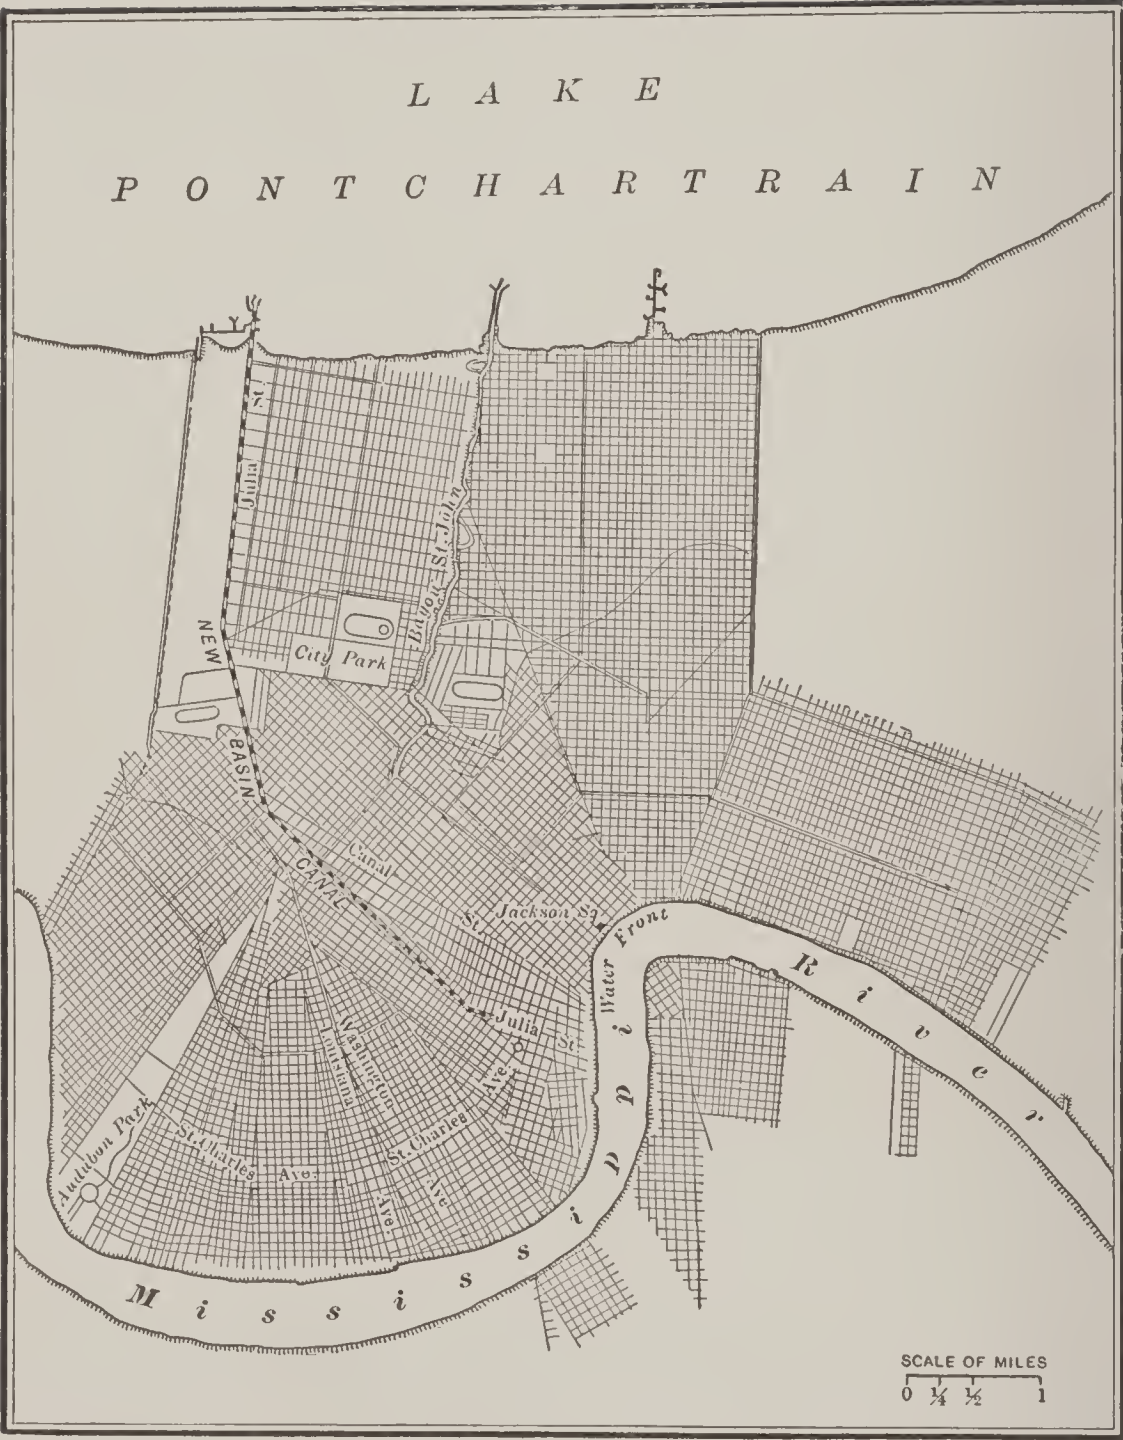 LAKE
PONTCHARTRAIN
Julia St.
Bayou St. John
NEW BASIN CANAL
City Park
Canal St.
Jackson Sq.
Water Front
Julia St.
Washington Ave.
Louisiana Ave.
St. Charles Ave.
St. Charles Ave.
Audubon Park
Mississippi River
SCALE OF MILES
0 ¼ ½ 1